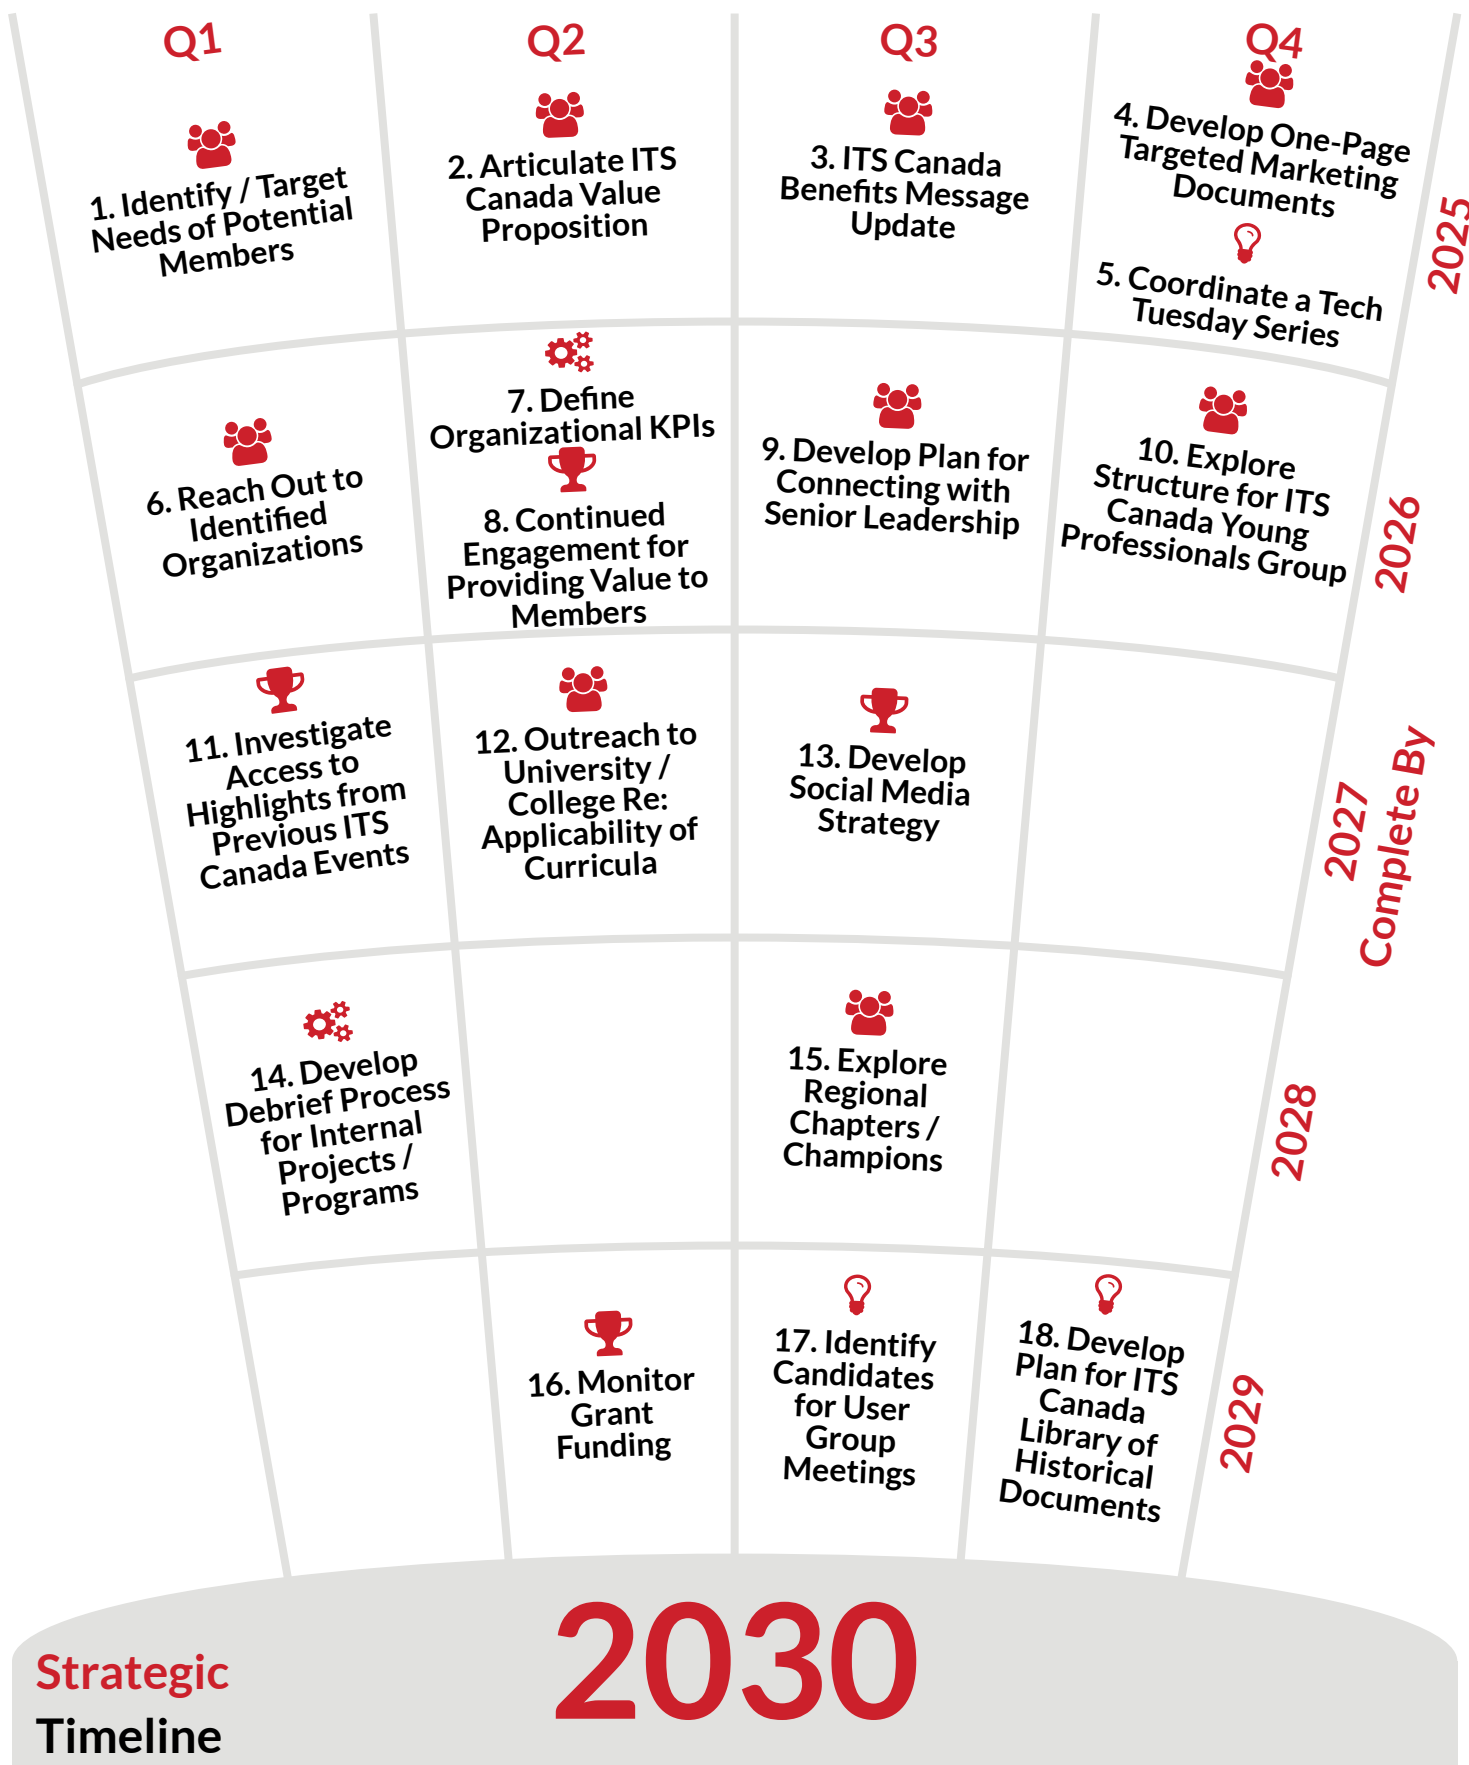 Q1
Q2
Q3
Q4
1. Identify / Target
Needs of Potential
Members
2. Articulate ITS
Canada Value
Proposition
3. ITS Canada
Benefits Message
Update
4. Develop One-Page
Targeted Marketing
Documents
5. Coordinate a Tech
Tuesday Series
2025
6. Reach Out to
Identified
Organizations
7. Define
Organizational KPIs
8. Continued
Engagement for
Providing Value to
Members
9. Develop Plan for
Connecting with
Senior Leadership
10. Explore
Structure for ITS
Canada Young
Professionals Group
2026
11. Investigate
Access to
Highlights from
Previous ITS
Canada Events
12. Outreach to
University /
College Re:
Applicability of
Curricula
13. Develop
Social Media
Strategy
2027
Complete By
14. Develop
Debrief Process
for Internal
Projects /
Programs
15. Explore
Regional
Chapters /
Champions
2028
16. Monitor
Grant
Funding
17. Identify
Candidates
for User
Group
Meetings
18. Develop
Plan for ITS
Canada
Library of
Historical
Documents
2029
2030
Strategic
Timeline